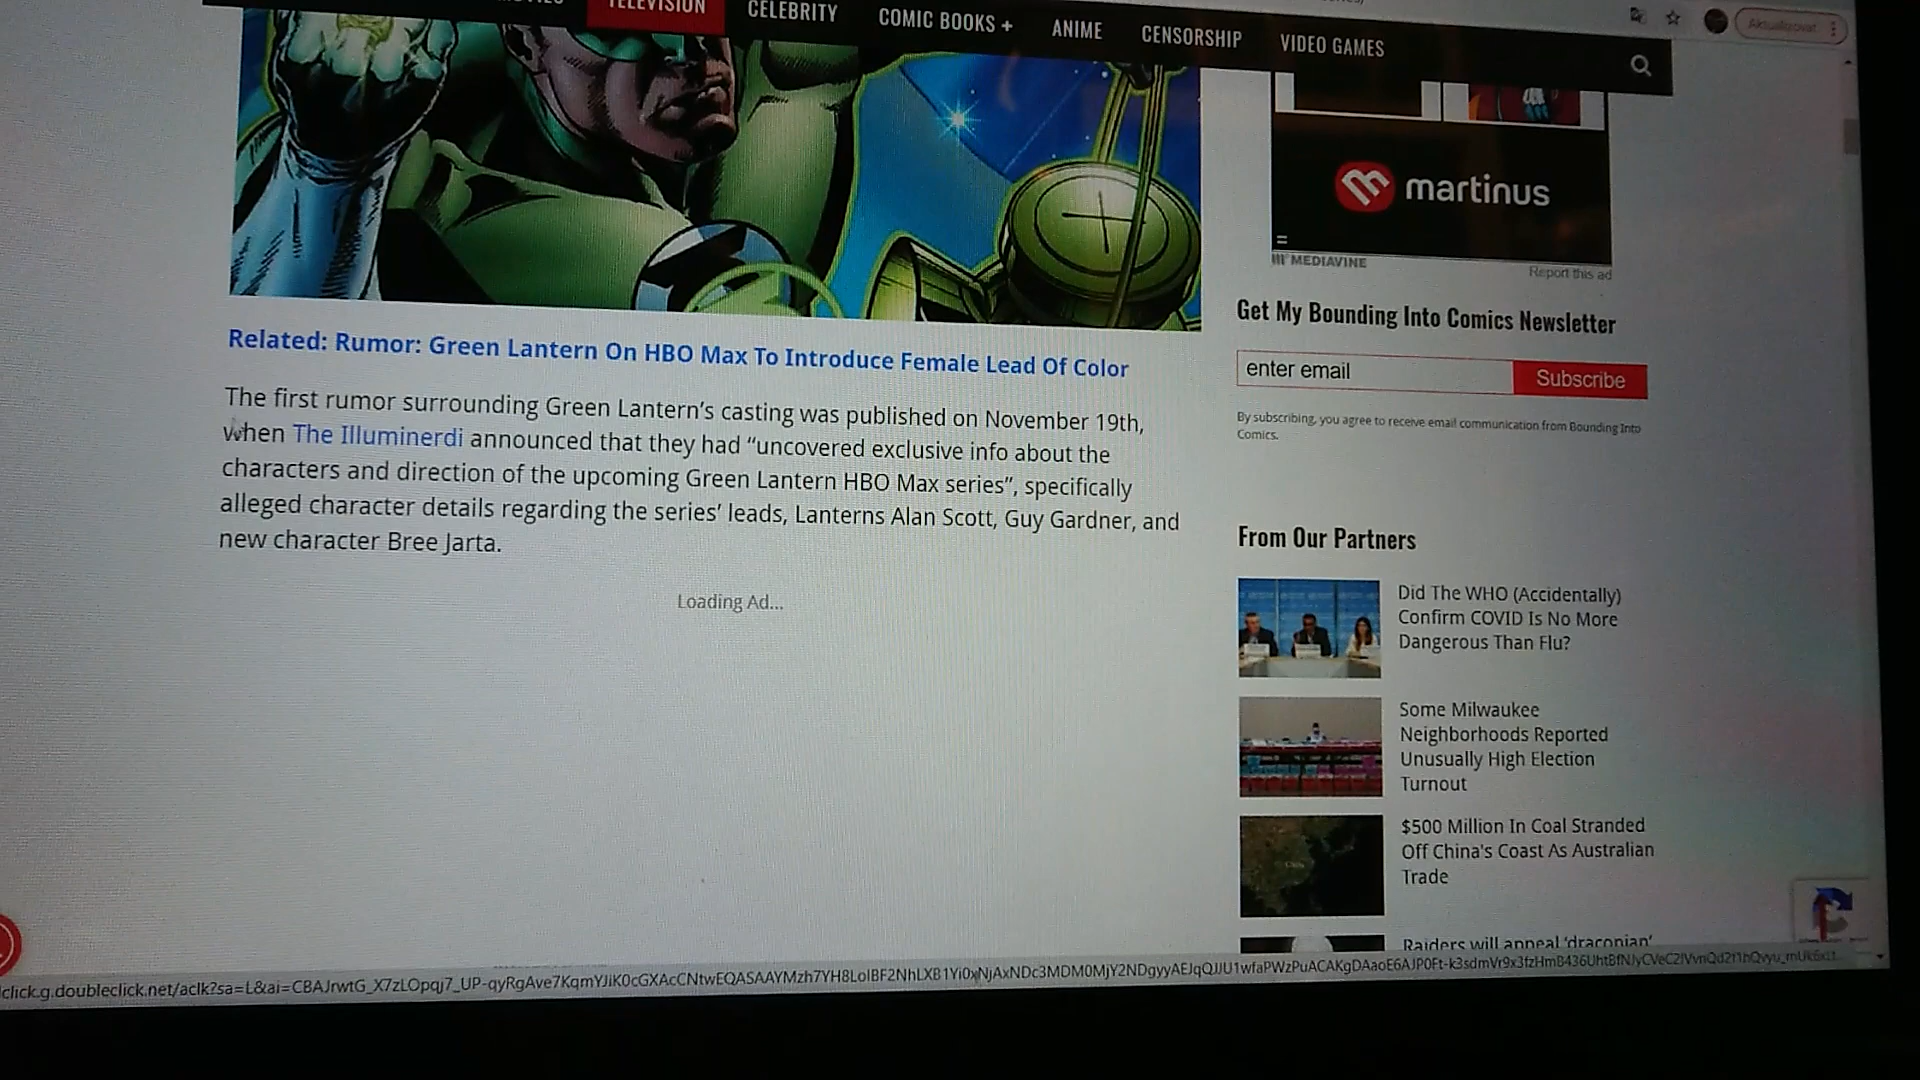 TELEVISION
CELEBRITY
COMIC BOOKS +
ANIME
CENSORSHIP
VIDEO GAMES
Aktualizovat
martinus
MEDIAVINE
Report this ad
Related: Rumor: Green Lantern On HBO Max To Introduce Female Lead Of Color
The first rumor surrounding Green Lantern’s casting was published on November 19th,
when The Illuminerdi announced that they had “uncovered exclusive info about the
characters and direction of the upcoming Green Lantern HBO Max series”, specifically
alleged character details regarding the series’ leads, Lanterns Alan Scott, Guy Gardner, and
new character Bree Jarta.
Loading Ad...
Get My Bounding Into Comics Newsletter
enter email
Subscribe
By subscribing, you agree to receive email communication from Bounding Into
Comics.
From Our Partners
Did The WHO (Accidentally)
Confirm COVID Is No More
Dangerous Than Flu?
Some Milwaukee
Neighborhoods Reported
Unusually High Election
Turnout
$500 Million In Coal Stranded
Off China's Coast As Australian
Trade
Raiders will appeal ‘draconian’